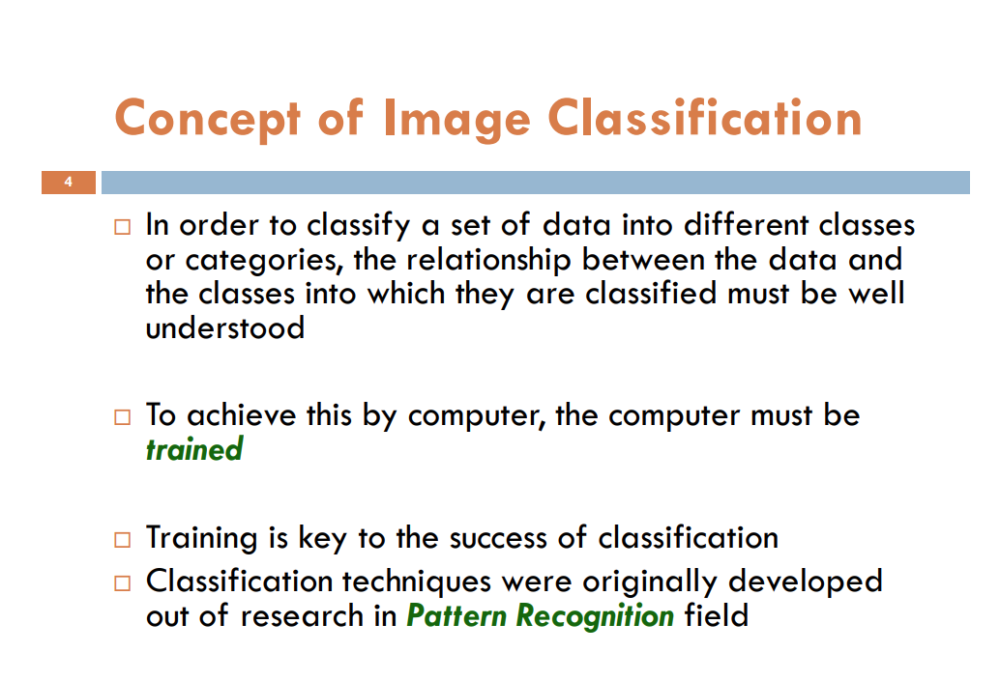 Concept of Image Classification
4
In order to classify a set of data into different classes
or categories, the relationship between the data and
the classes into which they are classified must be well
understood
To achieve this by computer, the computer must be
trained
Training is key to the success of classification
Classification techniques were originally developed
out of research in Pattern Recognition field